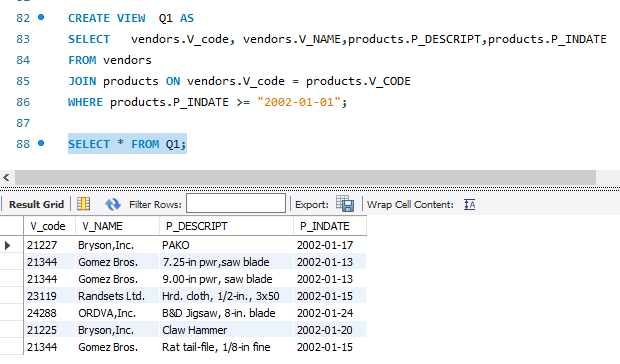 82 CREATE VIEW Q1 AS
83 SELECT vendors.V_code, vendors.V_NAME,products.P_DESCRIPT,products.P_INDATE
84 FROM vendors
85 JOIN products ON vendors.V_code = products.V_CODE
86 WHERE products.P_INDATE >= "2002-01-01";
87
88 SELECT * FROM Q1;
Result Grid Filter Rows: Export: Wrap Cell Content: IA
V_code V_NAME P_DESCRIPT P_INDATE
21227 Bryson,Inc. PAKO 2002-01-17
21344 Gomez Bros. 7.25-in pwr,saw blade 2002-01-13
21344 Gomez Bros. 9.00-in pwr, saw blade 2002-01-13
23119 Randsets Ltd. Hrd. cloth, 1/2-in., 3x50 2002-01-15
24288 ORDVA,Inc. B&D Jigsaw, 8-in. blade 2002-01-24
21225 Bryson,Inc. Claw Hammer 2002-01-20
21344 Gomez Bros. Rat tail-file, 1/8-in fine 2002-01-15